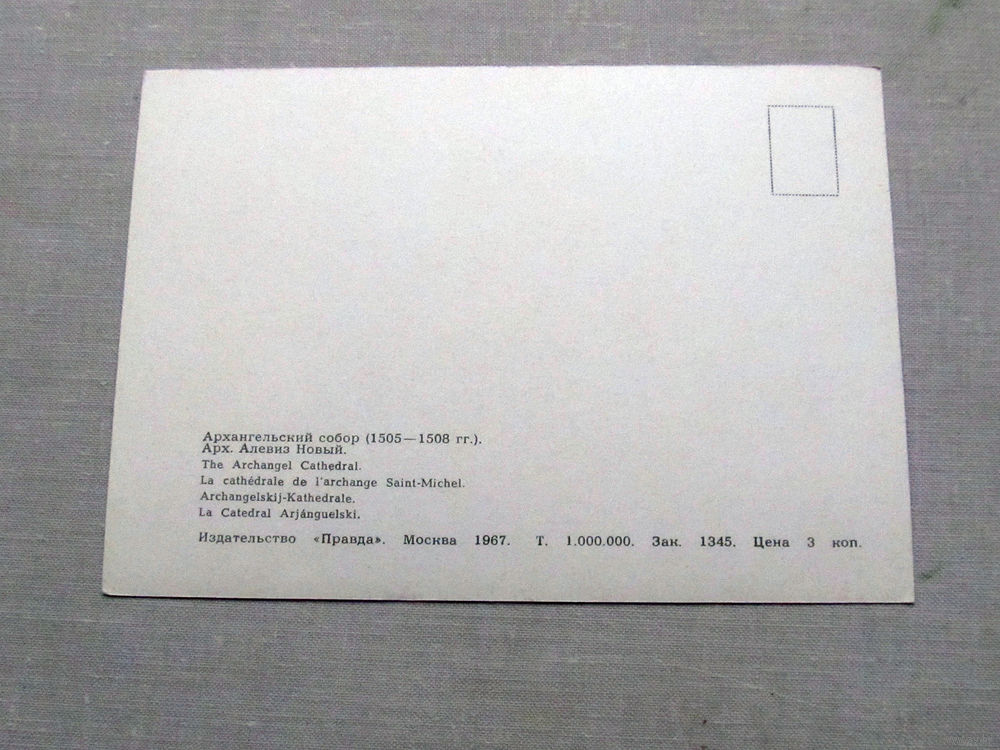 Архангельский собор (1505—1508 гг.).
Арх. Алевиз Новый.
The Archangel Cathedral.
La cathédrale de l'archange Saint-Michel.
Archangelskij-Kathedrale.
La Catedral Arjánguelski.
Издательство «Правда». Москва 1967. Т. 1.000.000. Зак. 1345. Цена 3 коп.